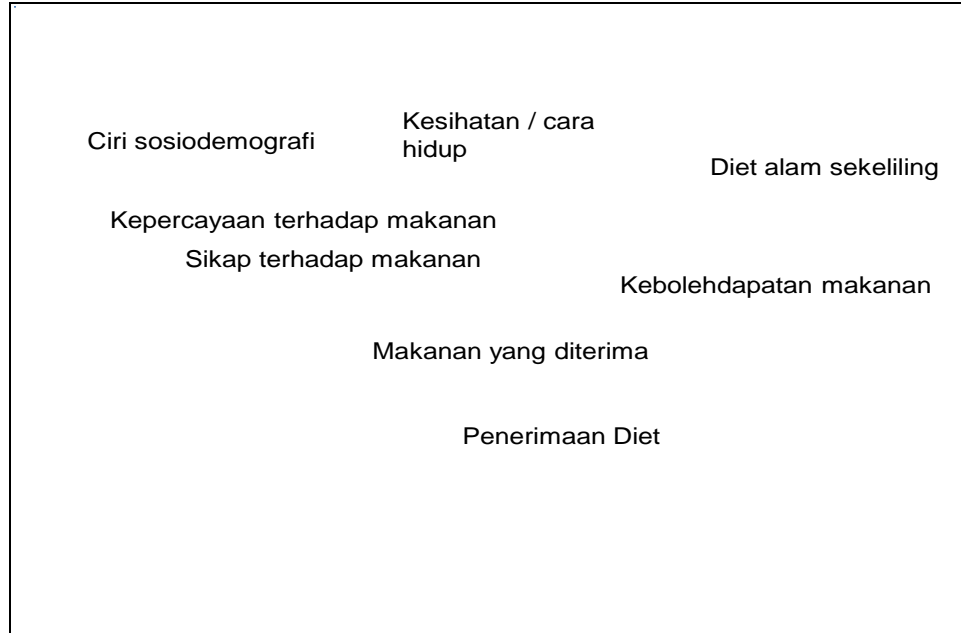 Ciri sosiodemografi
Kesihatan / cara
hidup
Diet alam sekeliling
Kepercayaan terhadap makanan
Sikap terhadap makanan
Kebolehdapatan makanan
Makanan yang diterima
Penerimaan Diet